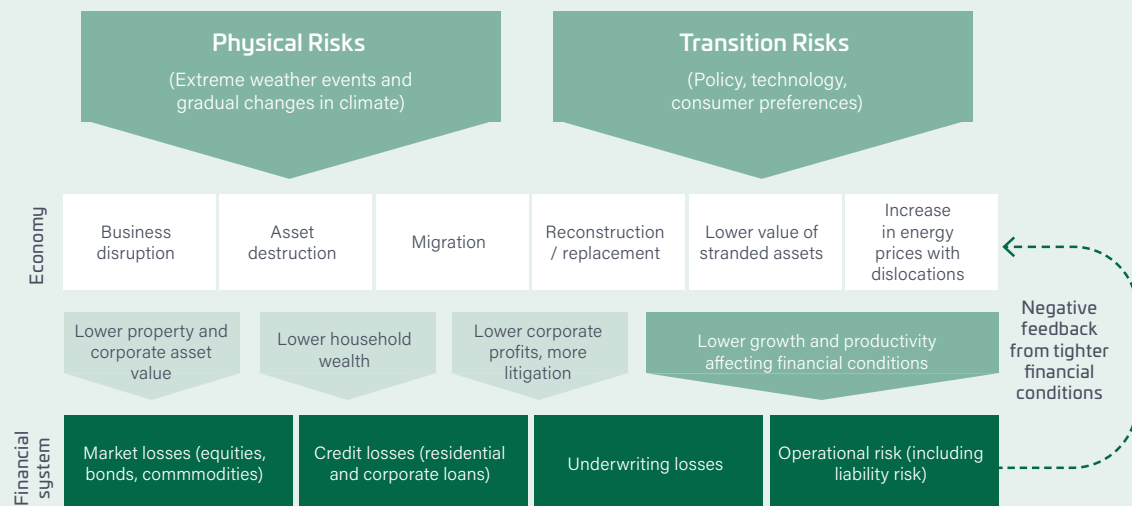 Physical Risks
(Extreme weather events and
gradual changes in climate)
Transition Risks
(Policy, technology,
consumer preferences)
Economy
Business
disruption
Asset
destruction
Migration
Reconstruction
/ replacement
Lower value of
stranded assets
Increase
in energy
prices with
dislocations
Lower property and
corporate asset
value
Lower household
wealth
Lower corporate
profits, more
litigation
Lower growth and productivity
affecting financial conditions
Negative
feedback
from tighter
financial
conditions
Financial
system
Market losses (equities,
bonds, commmodities)
Credit losses (residential
and corporate loans)
Underwriting losses
Operational risk (including
liability risk)